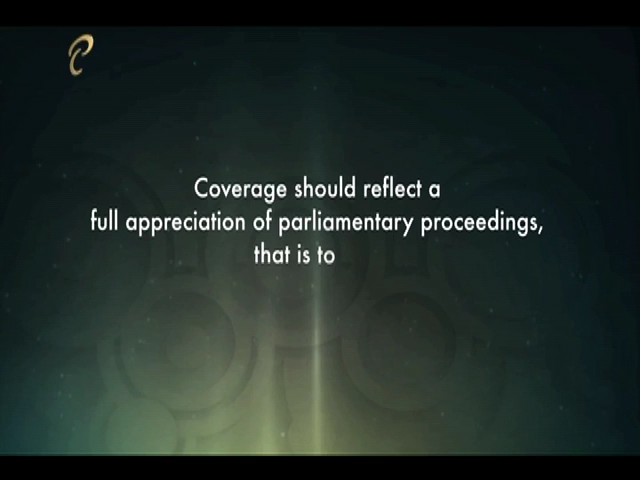 Coverage should reflect a
full appreciation of parliamentary proceedings,
that is to